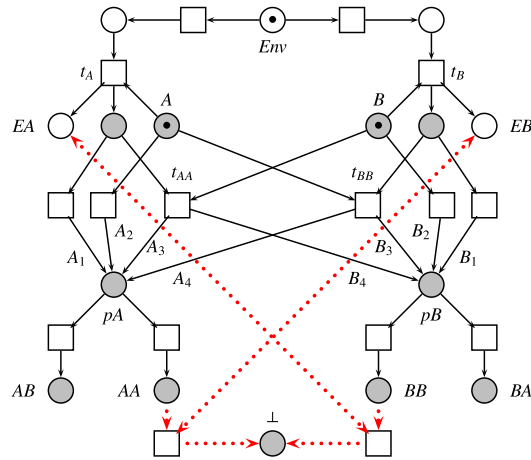 Env
t_A
t_B
EA
A
B
EB
t_AA
t_BB
A_1
A_2
A_3
A_4
B_4
B_3
B_2
B_1
pA
pB
AB
AA
⊥
BB
BA